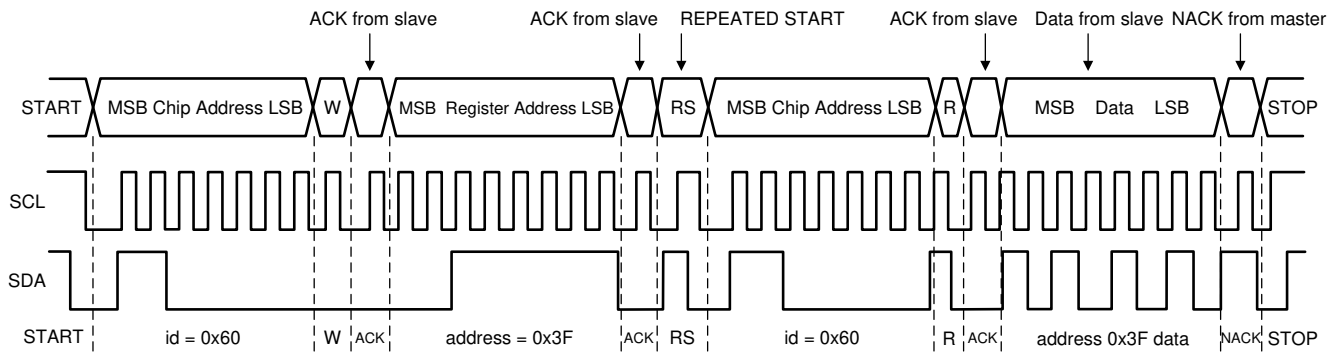 ACK from slave ACK from slave REPEATED START ACK from slave Data from slave NACK from master
START MSB Chip Address LSB W MSB Register Address LSB RS MSB Chip Address LSB R MSB Data LSB STOP
SCL
SDA
START id = 0x60 W ACK address = 0x3F ACK RS id = 0x60 R ACK address 0x3F data NACK STOP